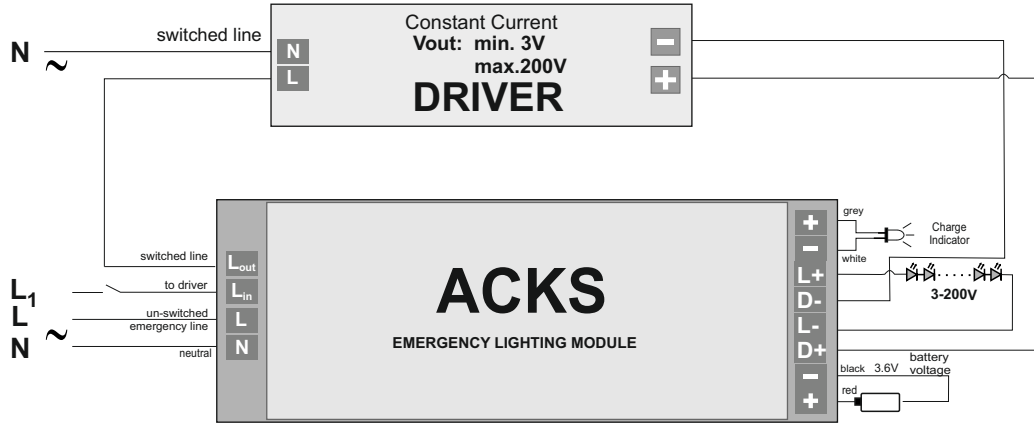 N ~
switched line
N
L
Constant Current
Vout: min. 3V
max.200V
DRIVER
−
+
switched line
to driver
un-switched
emergency line
neutral
L1
L
N ~
Lout
Lin
L
N
ACKS
EMERGENCY LIGHTING MODULE
+
−
L+
D-
L-
D+
−
+
grey
white
Charge
Indicator
3-200V
black 3.6V battery
voltage
red